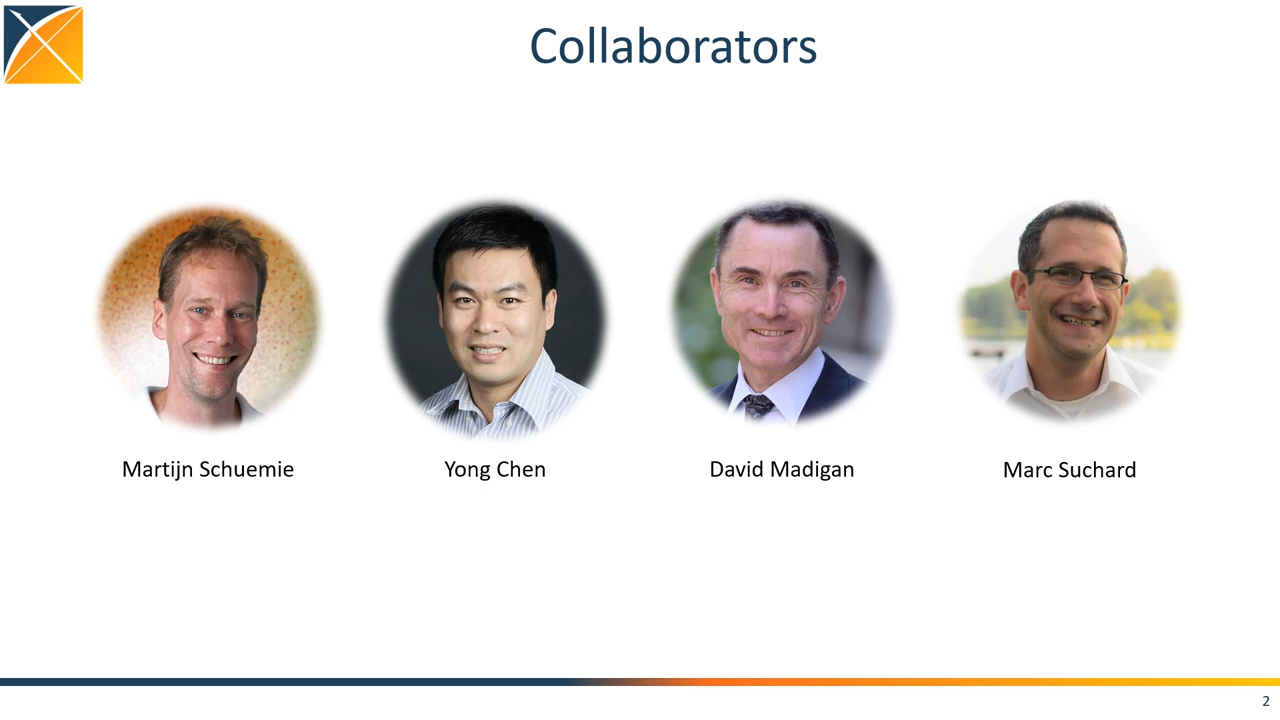 Collaborators
Martijn Schuemie
Yong Chen
David Madigan
Marc Suchard
2